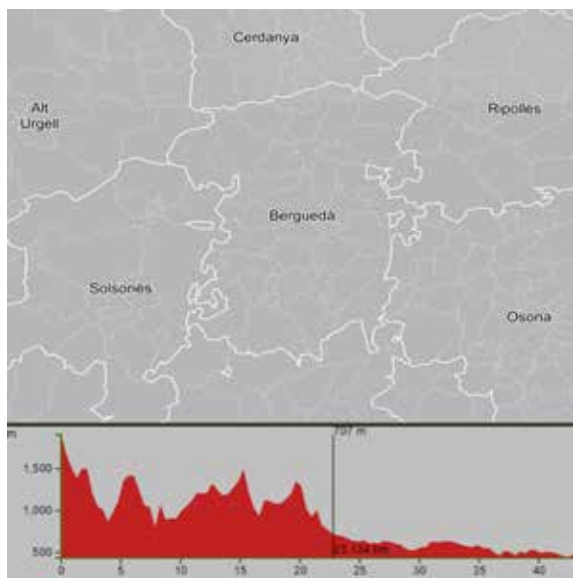 Cerdanya
Alt
Urgell
Ripolles
Berguedà
Solsonès
Osona
m
707 m
1,500
1,000
500
23,124 km
0 5 10 15 20 25 30 35 40